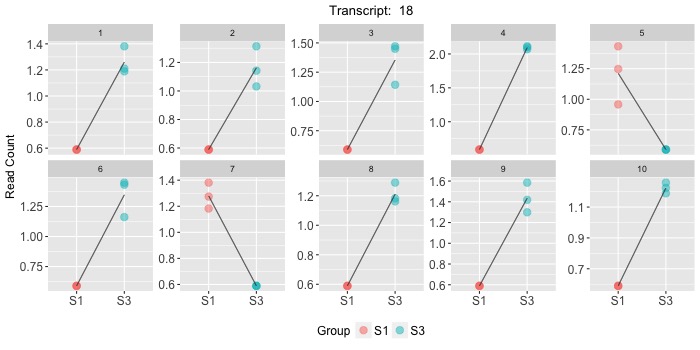 Transcript: 18
1 2 3 4 5
1.4 1.2 1.0 0.8 0.6
1.2 1.0 0.8 0.6
1.50 1.25 1.00 0.75
2.0 1.5 1.0
1.25 1.00 0.75
Read Count
6 7 8 9 10
1.25 1.00 0.75
1.4 1.2 1.0 0.8 0.6
1.2 1.0 0.8 0.6
1.6 1.4 1.2 1.0 0.8 0.6
1.1 0.9 0.7
S1 S3 S1 S3 S1 S3 S1 S3 S1 S3
Group S1 S3